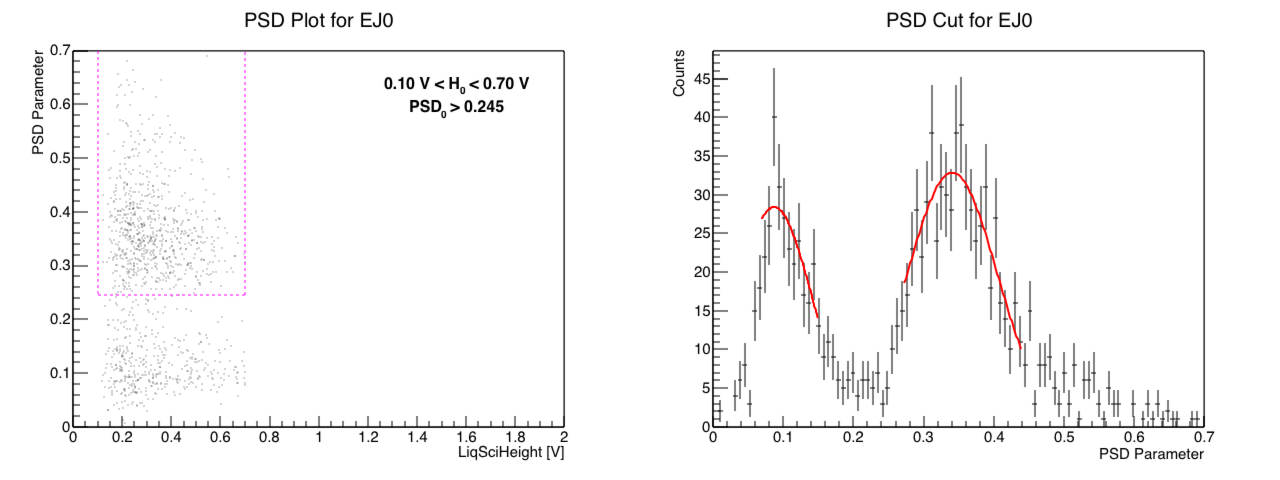 PSD Plot for EJ0
PSD Parameter
0.7
0.6
0.5
0.4
0.3
0.2
0.1
0
0.10 V < H0 < 0.70 V
PSD0 > 0.245
0 0.2 0.4 0.6 0.8 1 1.2 1.4 1.6 1.8 2
LiqSciHeight [V]
PSD Cut for EJ0
Counts
45
40
35
30
25
20
15
10
5
0
0 0.1 0.2 0.3 0.4 0.5 0.6 0.7
PSD Parameter